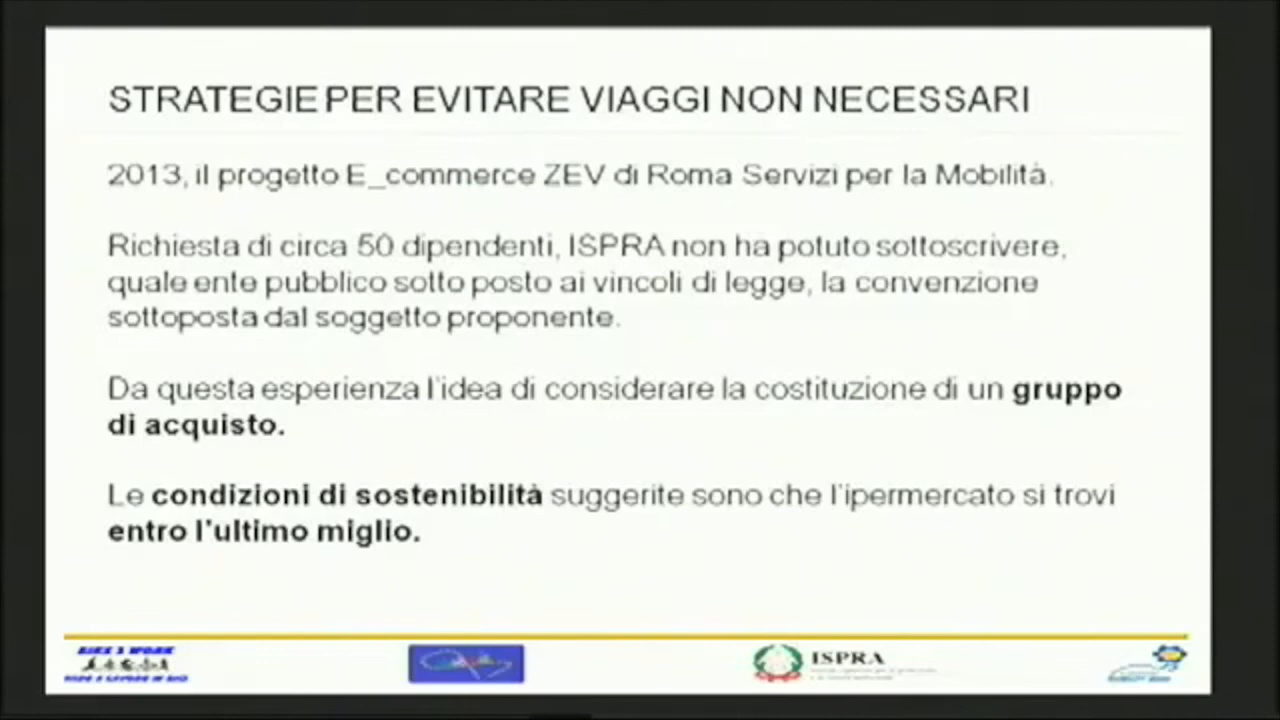 STRATEGIE PER EVITARE VIAGGI NON NECESSARI
2013, il progetto E_commerce ZEV di Roma Servizi per la Mobilità.
Richiesta di circa 50 dipendenti, ISPRA non ha potuto sottoscrivere,
quale ente pubblico sotto posto ai vincoli di legge, la convenzione
sottoposta dal soggetto proponente.
Da questa esperienza l'idea di considerare la costituzione di un gruppo
di acquisto.
Le condizioni di sostenibilità suggerite sono che l'ipermercato si trovi
entro l'ultimo miglio.
BIKE 2 WORK
ISPRA